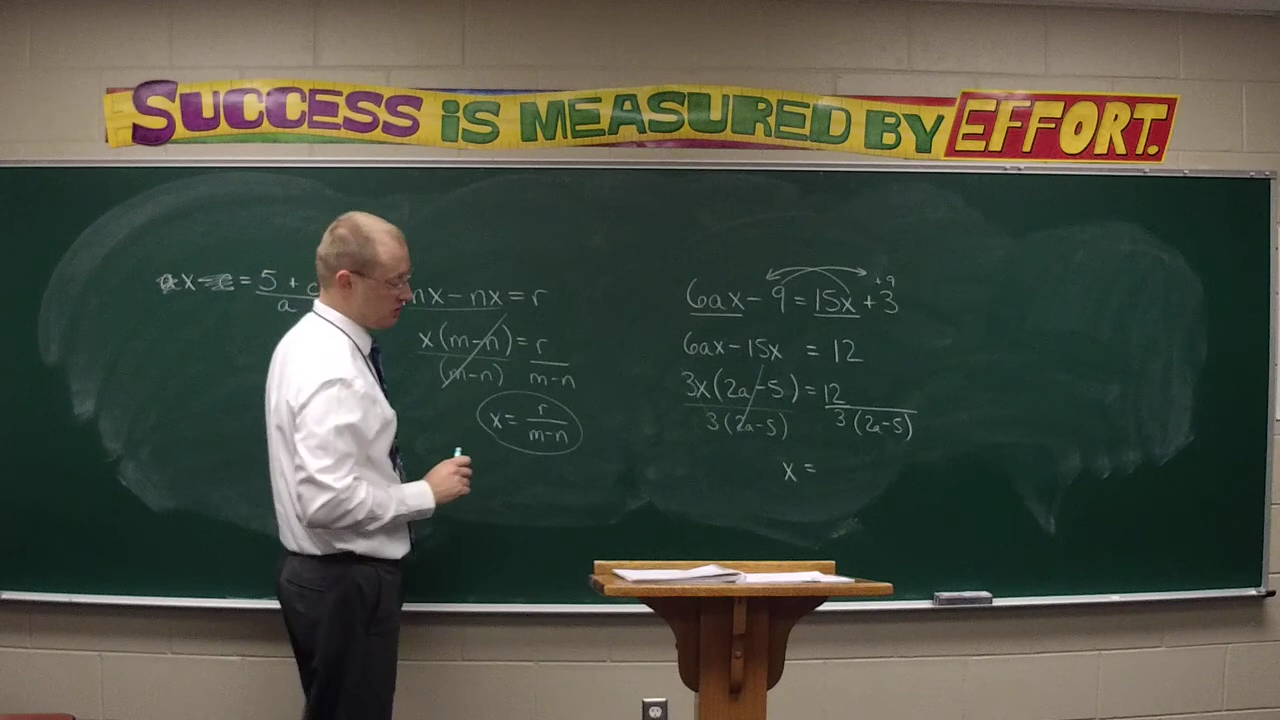 SUCCESS iS MEASURED BY EFFORT.
= 5 + c
a
mx - nx = r
x(m-n) = r
(m-n) m-n
x = r
m-n
+9
6ax - 9 = 15x + 3
6ax - 15x = 12
3x(2a-5) = 12
3(2a-5) 3(2a-5)
x =